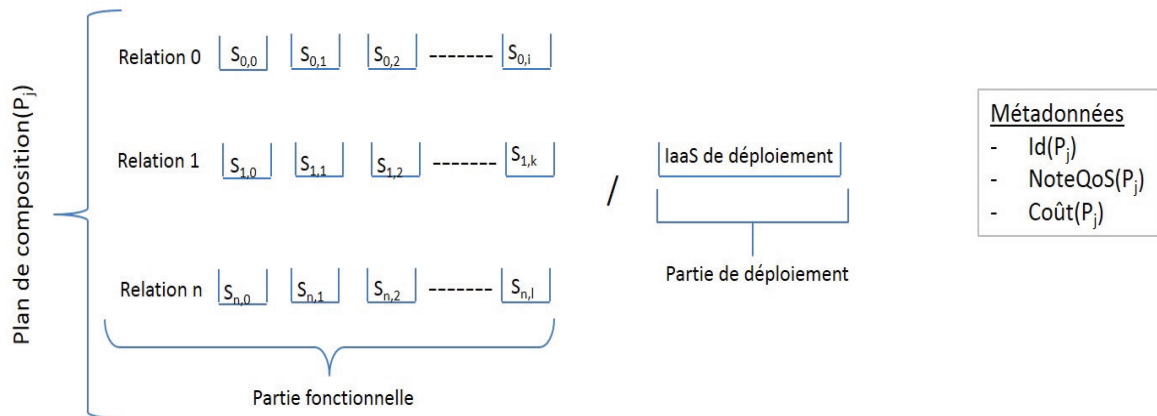 Plan de composition(Pj)
Relation 0 S0,0 S0,1 S0,2 ------- S0,i
Relation 1 S1,0 S1,1 S1,2 ------- S1,k
/ IaaS de déploiement
Relation n Sn,0 Sn,1 Sn,2 ------- Sn,l
Partie fonctionnelle
Partie de déploiement
Métadonnées
- Id(Pj)
- NoteQoS(Pj)
- Coût(Pj)